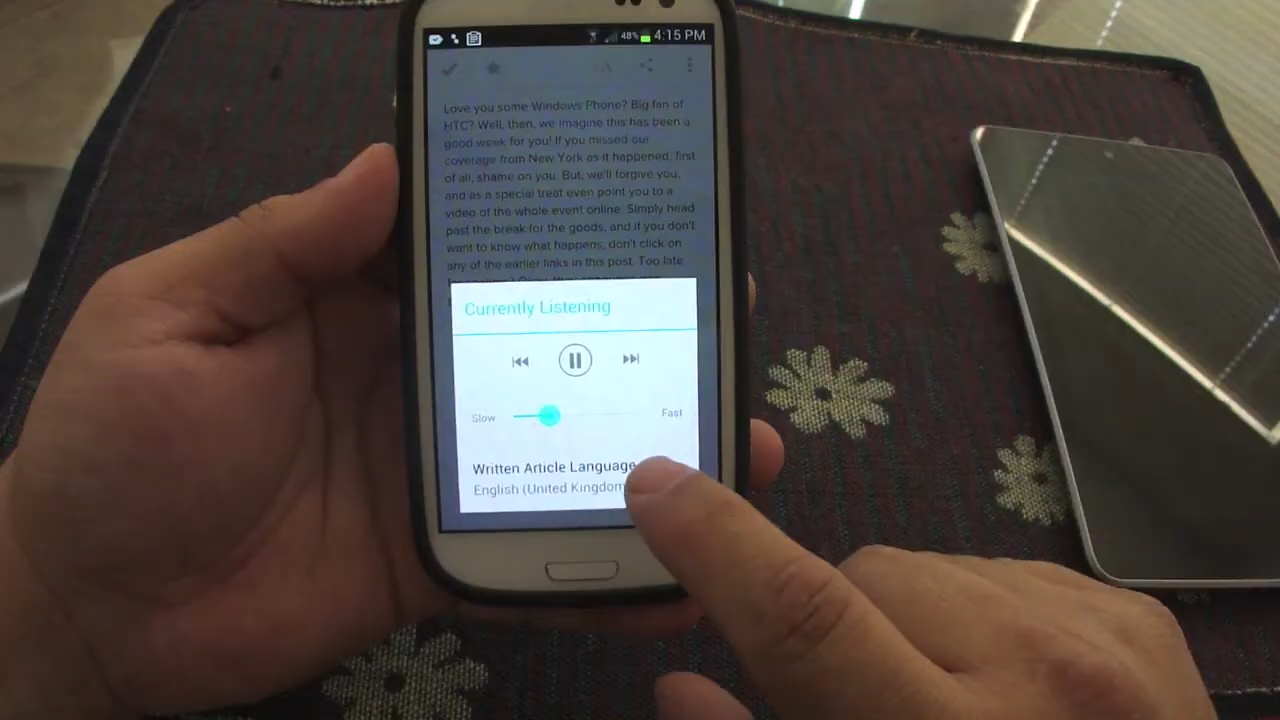 48% 4:15 PM
Love you some Windows Phone? Big fan of
HTC? Well, then, we imagine this has been a
good week for you! If you missed our
coverage from New York as it happened, first
of all, shame on you. But, we'll forgive you,
and as a special treat even point you to a
video of the whole event online. Simply head
past the break for the goods, and if you don't
want to know what happens, don't click on
any of the earlier links in this post. Too late
Currently Listening
Slow Fast
Written Article Language
English (United Kingdom